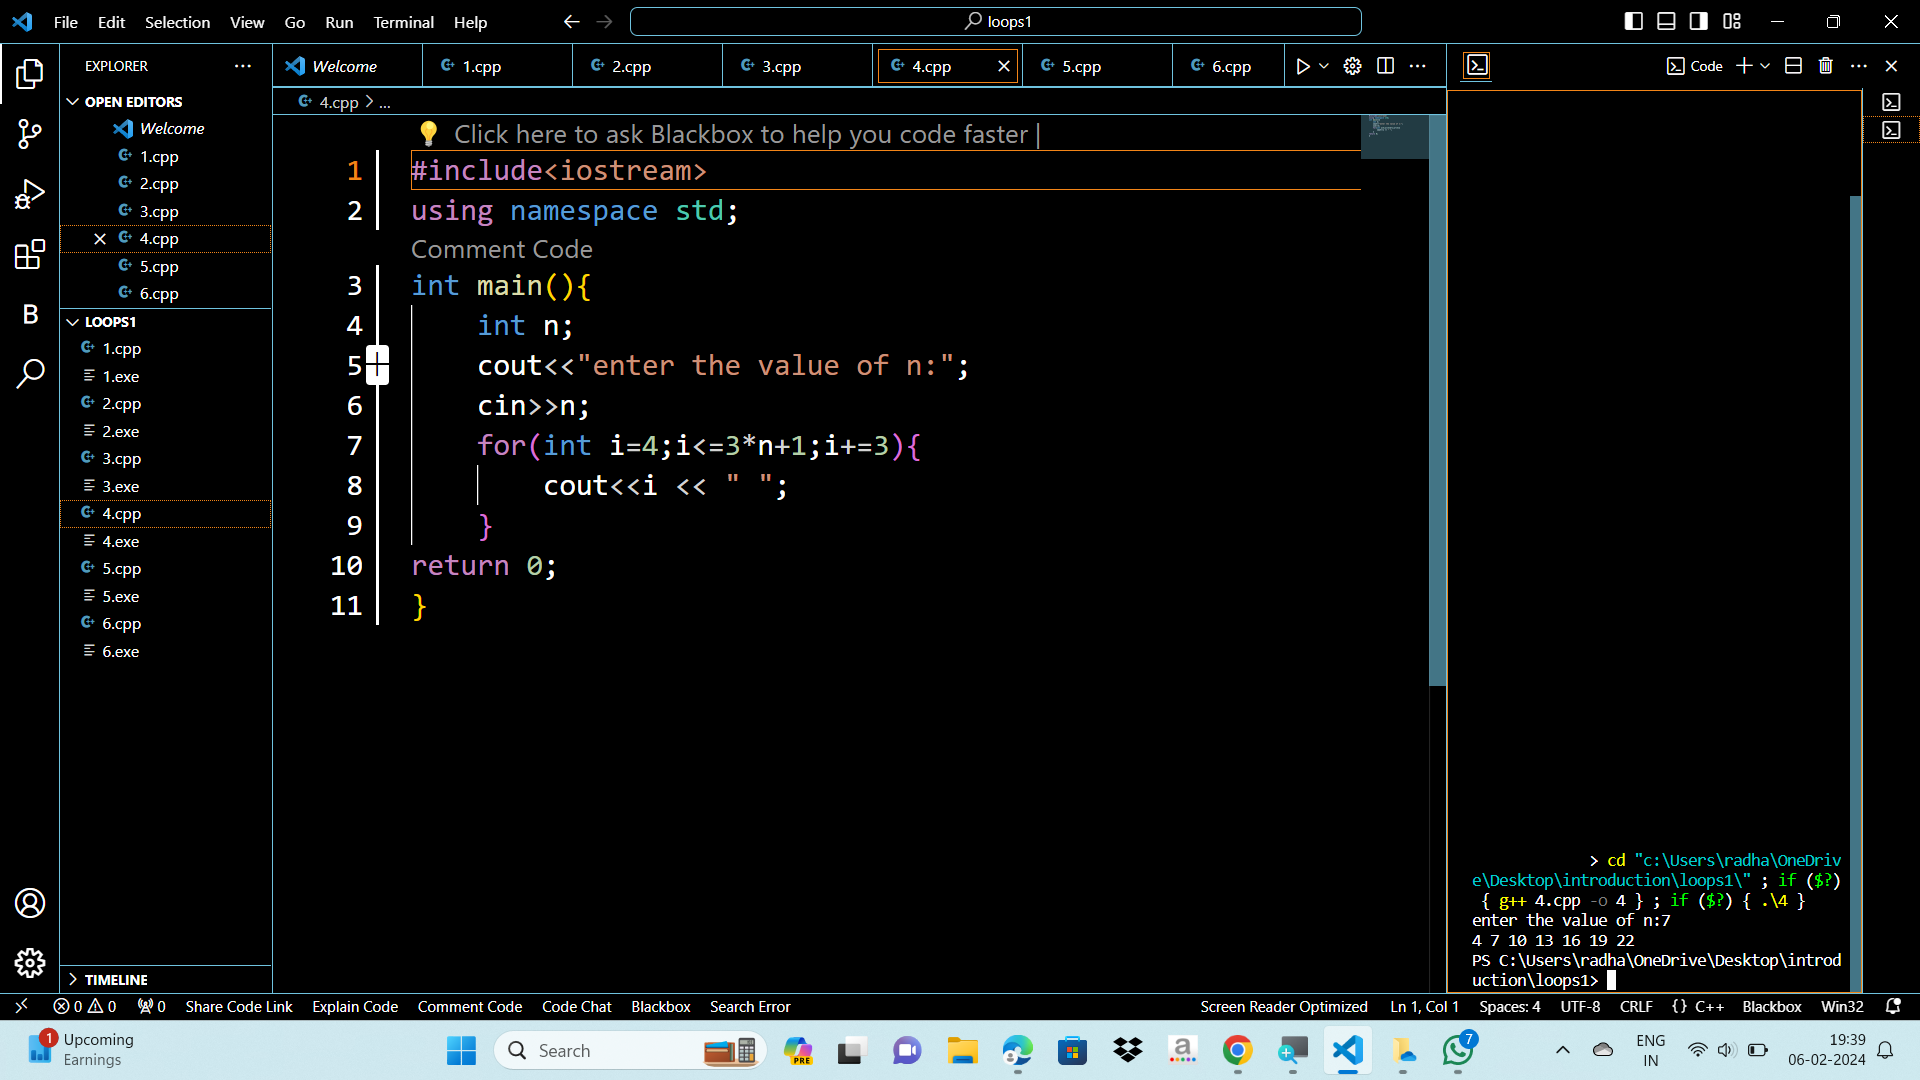 File Edit Selection View Go Run Terminal Help
loops1
EXPLORER
OPEN EDITORS
Welcome
1.cpp
2.cpp
3.cpp
4.cpp
5.cpp
6.cpp
LOOPS1
1.cpp
1.exe
2.cpp
2.exe
3.cpp
3.exe
4.cpp
4.exe
5.cpp
5.exe
6.cpp
6.exe
TIMELINE
Welcome 1.cpp 2.cpp 3.cpp 4.cpp 5.cpp 6.cpp
4.cpp > ...
Click here to ask Blackbox to help you code faster |
1 #include<iostream>
2 using namespace std;
Comment Code
3 int main(){
4 int n;
5 cout<<"enter the value of n:";
6 cin>>n;
7 for(int i=4;i<=3*n+1;i+=3){
8 cout<<i << " ";
9 }
10 return 0;
11 }
Code
> cd "c:\Users\radha\OneDriv
e\Desktop\introduction\loops1\" ; if ($?)
{ g++ 4.cpp -o 4 } ; if ($?) { .\4 }
enter the value of n:7
4 7 10 13 16 19 22
PS C:\Users\radha\OneDrive\Desktop\introd
uction\loops1>
0 0 0 Share Code Link Explain Code Comment Code Code Chat Blackbox Search Error Screen Reader Optimized Ln 1, Col 1 Spaces: 4 UTF-8 CRLF {} C++ Blackbox Win32
1 Upcoming
Earnings
Search
PRE
a
7
ENG
IN
19:39
06-02-2024
B